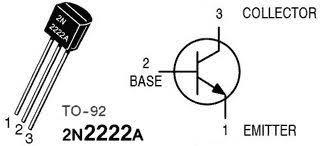 2N
2222A
1 2 3
TO-92
2N2222A
3 COLLECTOR
2
BASE
1 EMITTER